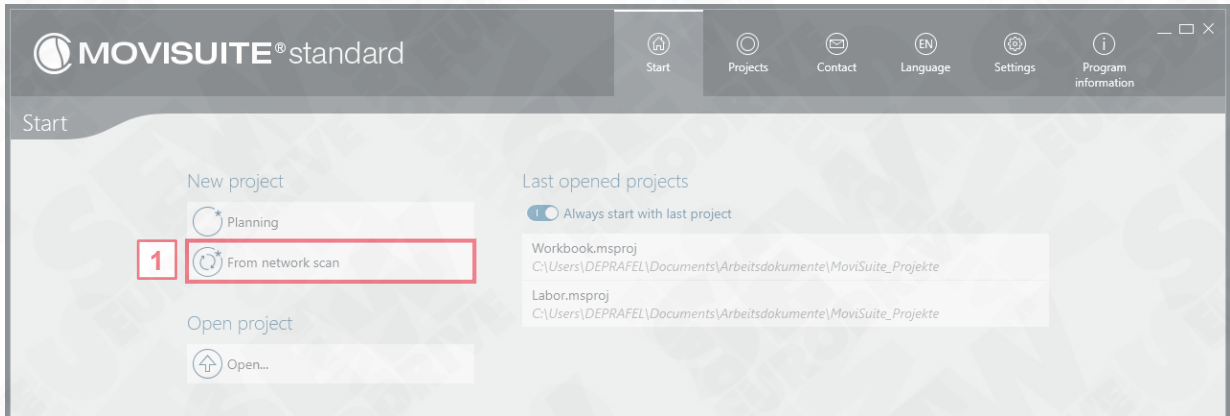 MOVISUITE® standard
Start
Projects
Contact
EN
Language
Settings
Program
information
Start
New project
Planning
1
From network scan
Open project
Open...
Last opened projects
Always start with last project
Workbook.msproj
C:\Users\DEPRAFEL\Documents\Arbeitsdokumente\MoviSuite_Projekte
Labor.msproj
C:\Users\DEPRAFEL\Documents\Arbeitsdokumente\MoviSuite_Projekte